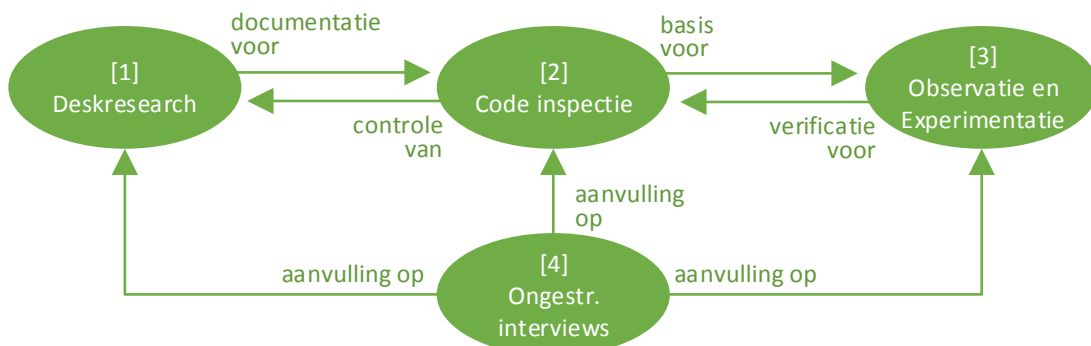 documentatie
voor
basis
voor
[1]
Deskresearch
[2]
Code inspectie
[3]
Observatie en
Experimentatie
controle
van
verificatie
voor
aanvulling
op
aanvulling op
[4]
Ongestr.
interviews
aanvulling op